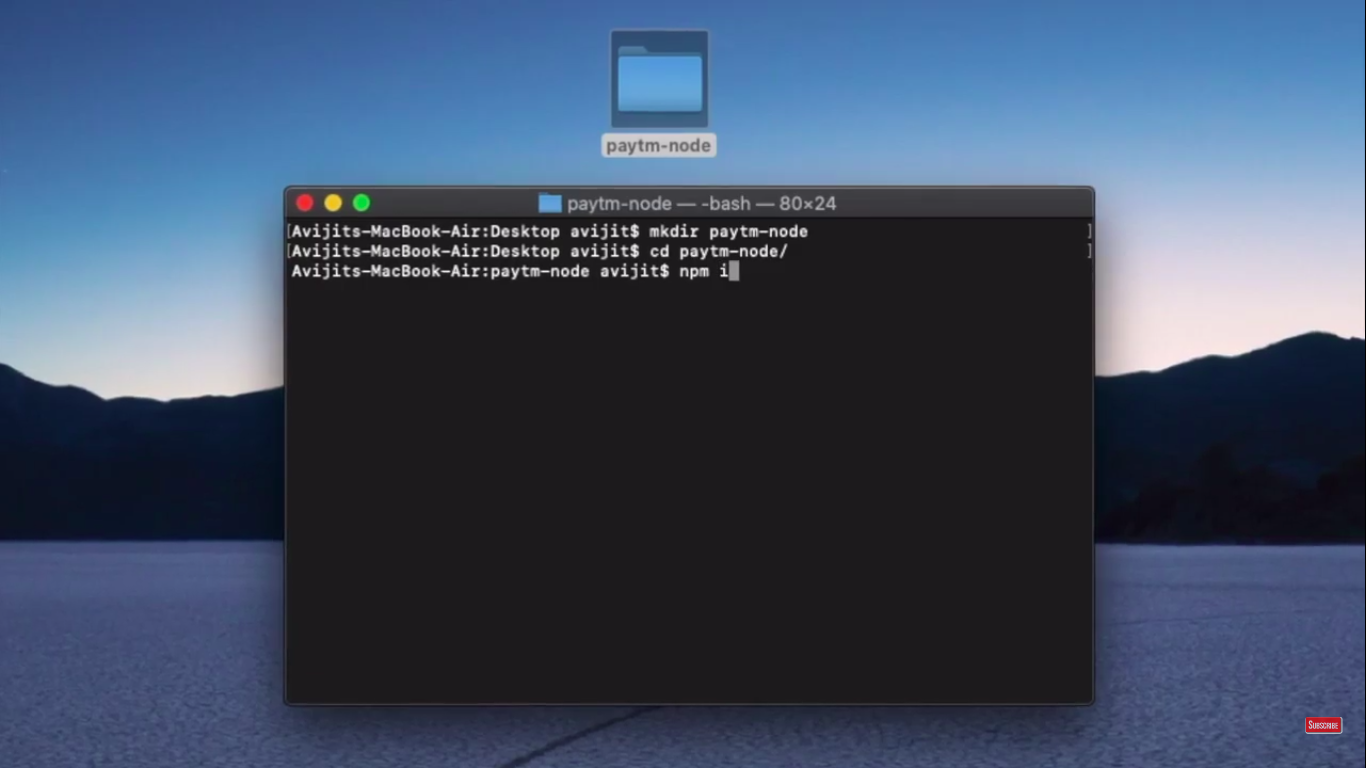 paytm-node
paytm-node — -bash — 80×24
[Avijits-MacBook-Air:Desktop avijit$ mkdir paytm-node ]
[Avijits-MacBook-Air:Desktop avijit$ cd paytm-node/ ]
Avijits-MacBook-Air:paytm-node avijit$ npm i
SUBSCRIBE